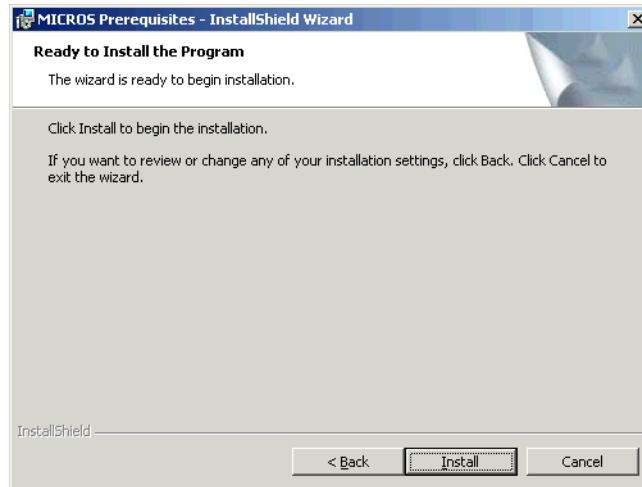 MICROS Prerequisites - InstallShield Wizard
Ready to Install the Program
The wizard is ready to begin installation.
Click Install to begin the installation.
If you want to review or change any of your installation settings, click Back. Click Cancel to
exit the wizard.
InstallShield
< Back Install Cancel